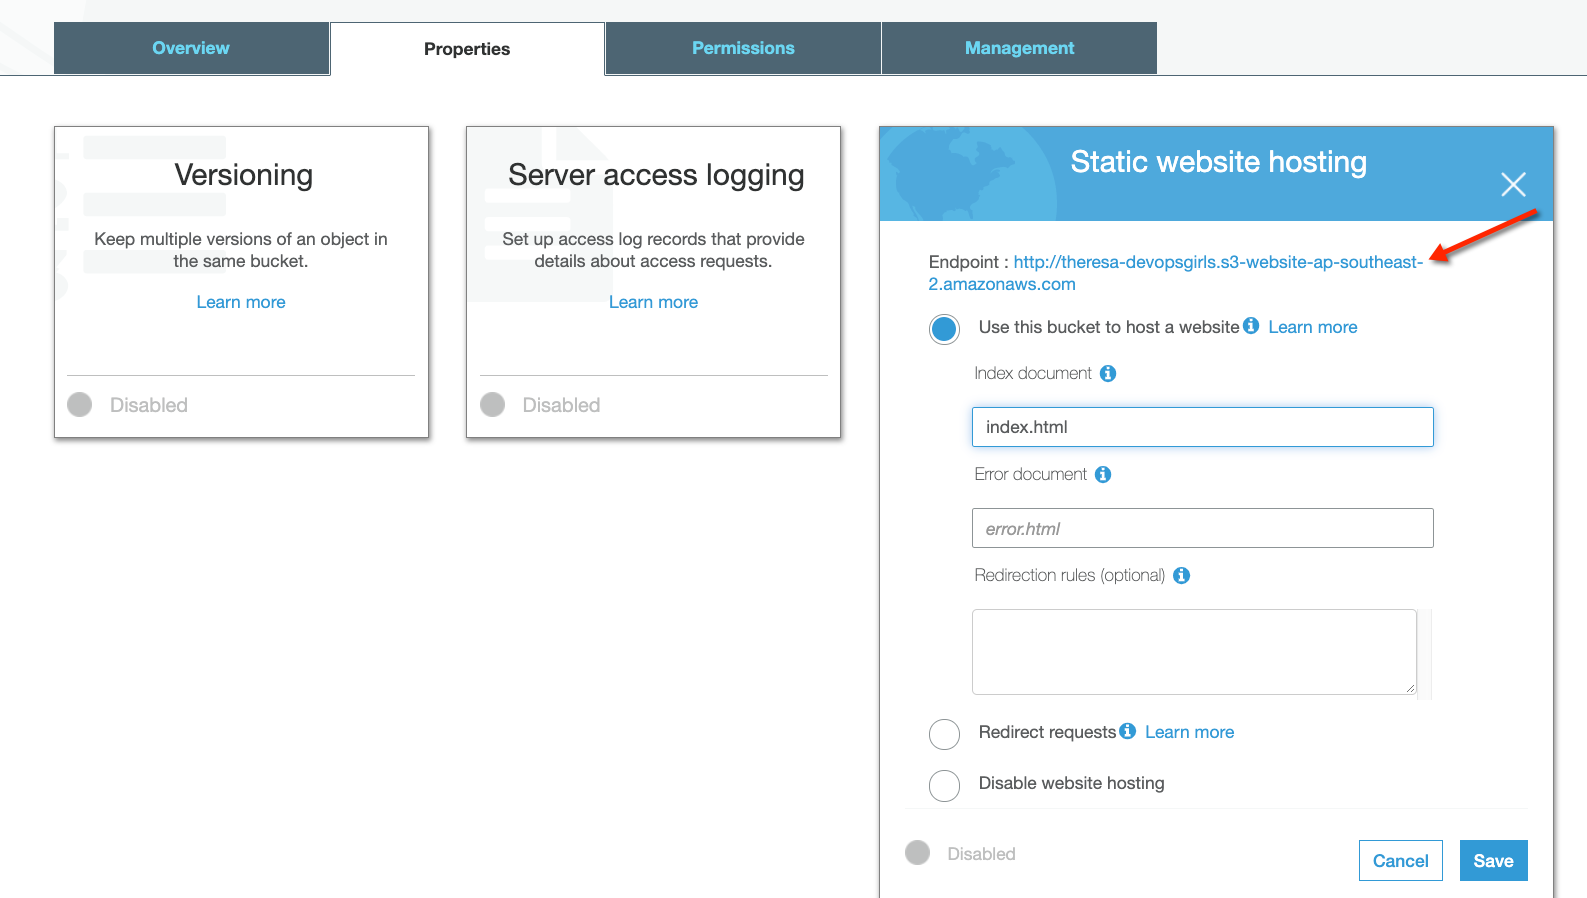 Overview
Properties
Permissions
Management
Versioning
Keep multiple versions of an object in
the same bucket.
Learn more
Disabled
Server access logging
Set up access log records that provide
details about access requests.
Learn more
Disabled
Static website hosting
Endpoint : http://theresa-devopsgirls.s3-website-ap-southeast-
2.amazonaws.com
Use this bucket to host a website Learn more
Index document
index.html
Error document
error.html
Redirection rules (optional)
Redirect requests Learn more
Disable website hosting
Disabled
Cancel
Save